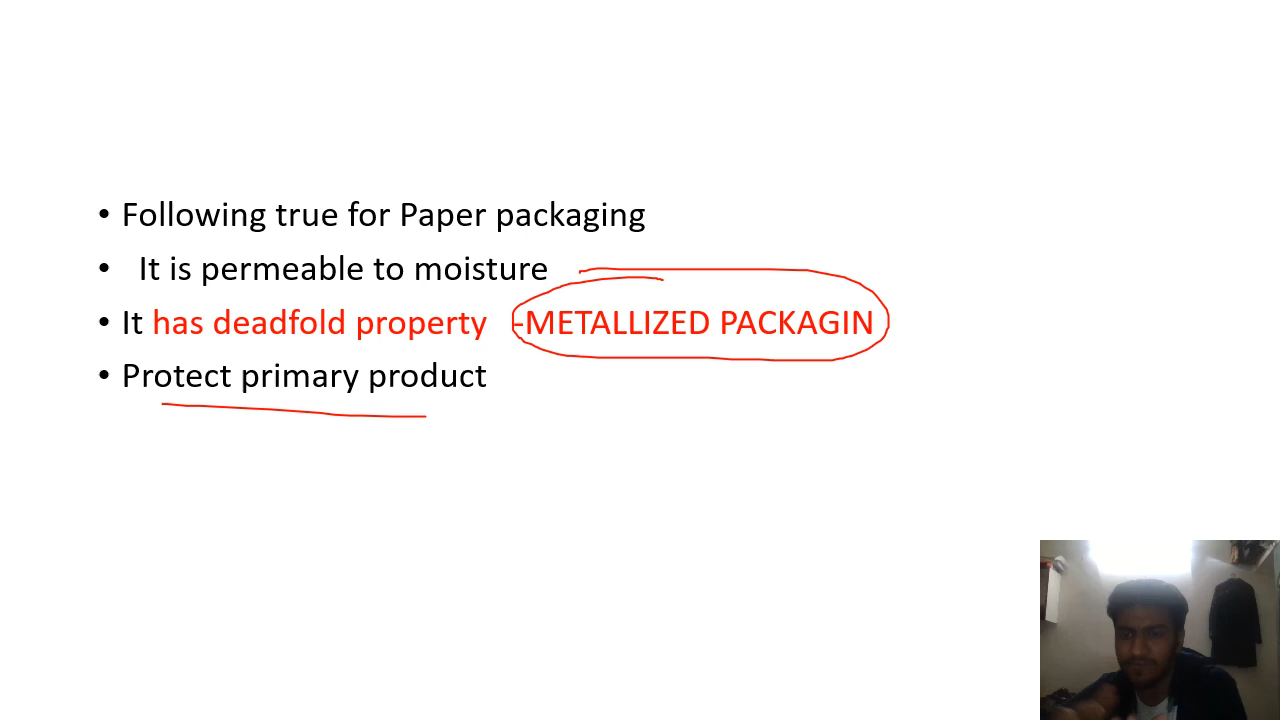 • Following true for Paper packaging
• It is permeable to moisture
• It has deadfold property -METALLIZED PACKAGIN
• Protect primary product